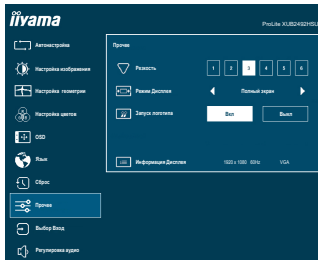 iiyama
ProLite XUB2492HSU
Автонастройка
Настройка изображения
Настройка геометрии
Настройка цветов
OSD
Язык
Сброс
Прочее
Выбор Вход
Регулеровка аудио
Прочее
Резкость
1 2 3 4 5 6
Режим Дисплея
Полный экран
Запуск логотипа
Вкл Выкл
Информация Дисплея
1920 x 1080 60Hz VGA